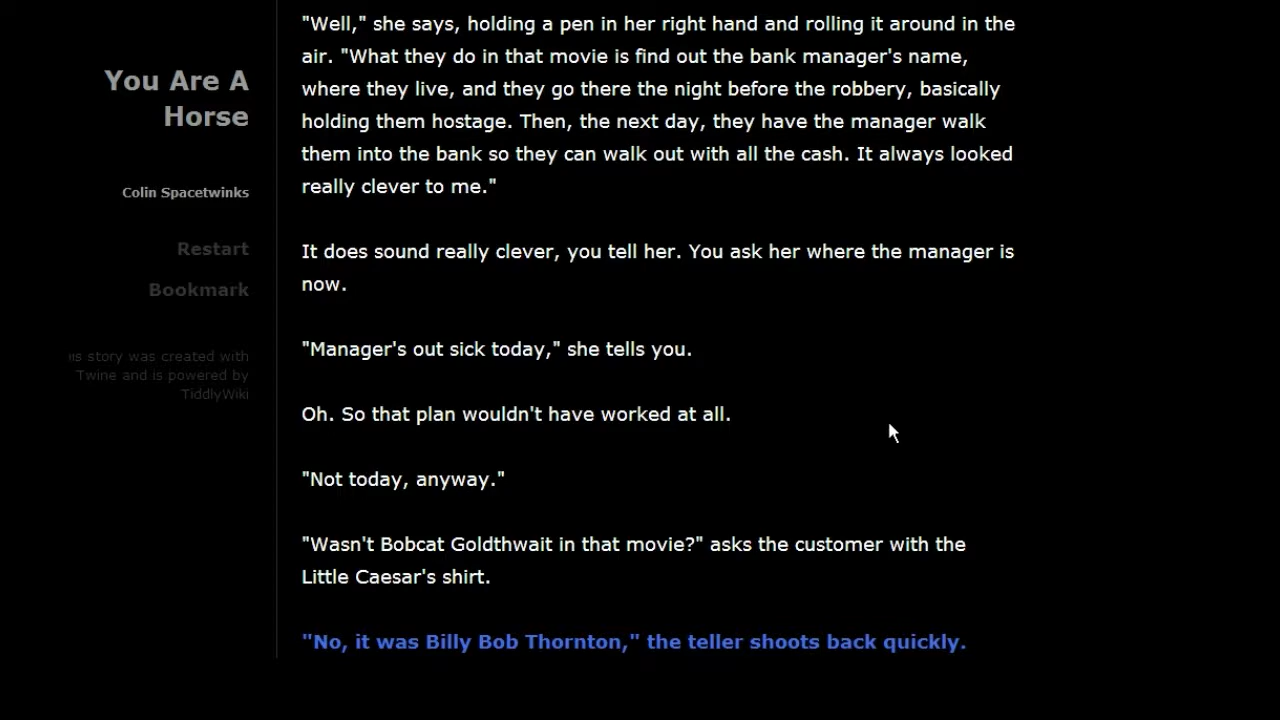 You Are A
Horse
Colin Spacetwinks
Restart
Bookmark
is story was created with
Twine and is powered by
TiddlyWiki
"Well," she says, holding a pen in her right hand and rolling it around in the
air. "What they do in that movie is find out the bank manager's name,
where they live, and they go there the night before the robbery, basically
holding them hostage. Then, the next day, they have the manager walk
them into the bank so they can walk out with all the cash. It always looked
really clever to me."
It does sound really clever, you tell her. You ask her where the manager is
now.
"Manager's out sick today," she tells you.
Oh. So that plan wouldn't have worked at all.
"Not today, anyway."
"Wasn't Bobcat Goldthwait in that movie?" asks the customer with the
Little Caesar's shirt.
"No, it was Billy Bob Thornton," the teller shoots back quickly.